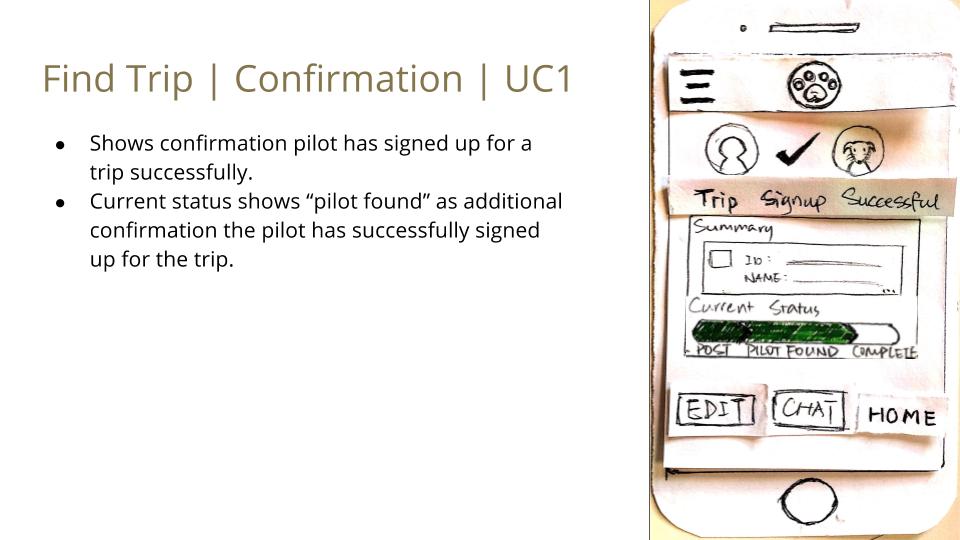 Find Trip | Confirmation | UC1
● Shows confirmation pilot has signed up for a
trip successfully.
● Current status shows “pilot found” as additional
confirmation the pilot has successfully signed
up for the trip.
Trip Signup Successful
Summary
ID:
NAME:
...
Current Status
POST PILOT FOUND COMPLETE
EDIT CHAT HOME